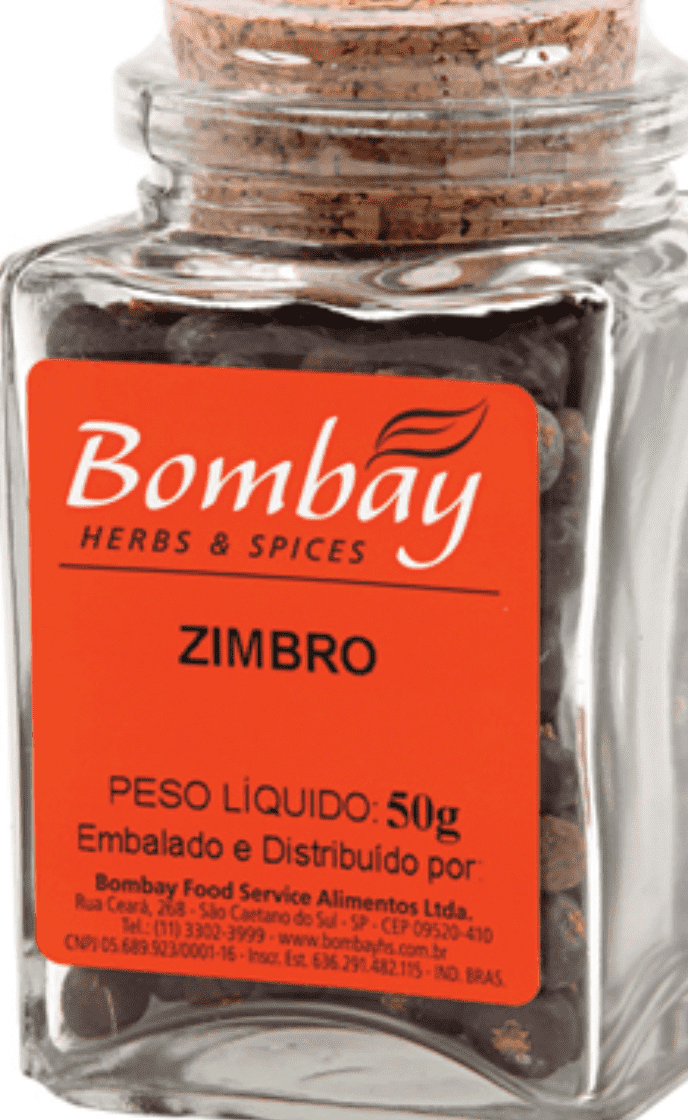 Bombay
HERBS & SPICES
ZIMBRO
PESO LÍQUIDO: 50g
Embalado e Distribuído por:
Bombay Food Service Alimentos Ltda.
Rua Ceará, 268 - São Caetano do Sul - SP - CEP 09520-410
Tel.: (11) 3302-3999 - www.bombayhs.com.br
CNPJ 05.689.923/0001-16 - Inscr. Est. 636.291.482.115 - IND. BRAS.